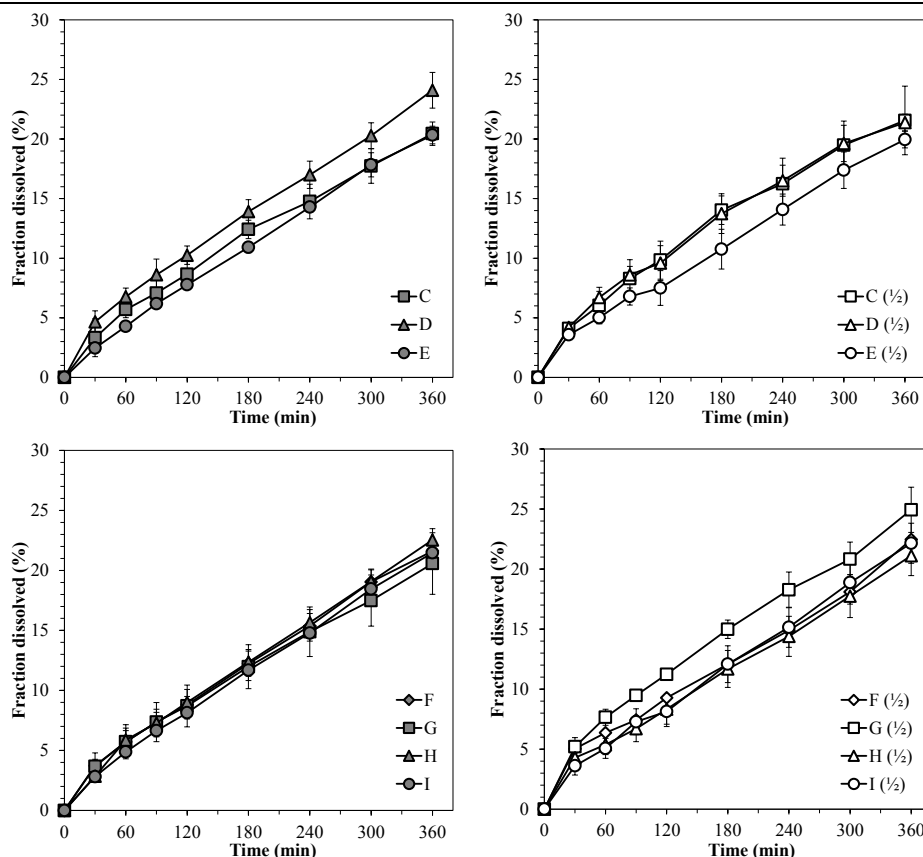 30
25
20
15
10
5
0
Fraction dissolved (%)
C
D
E
0 60 120 180 240 300 360
Time (min)
30
25
20
15
10
5
0
Fraction dissolved (%)
C (½)
D (½)
E (½)
0 60 120 180 240 300 360
Time (min)
30
25
20
15
10
5
0
Fraction dissolved (%)
F
G
H
I
0 60 120 180 240 300 360
Time (min)
30
25
20
15
10
5
0
Fraction dissolved (%)
F (½)
G (½)
H (½)
I (½)
0 60 120 180 240 300 360
Time (min)